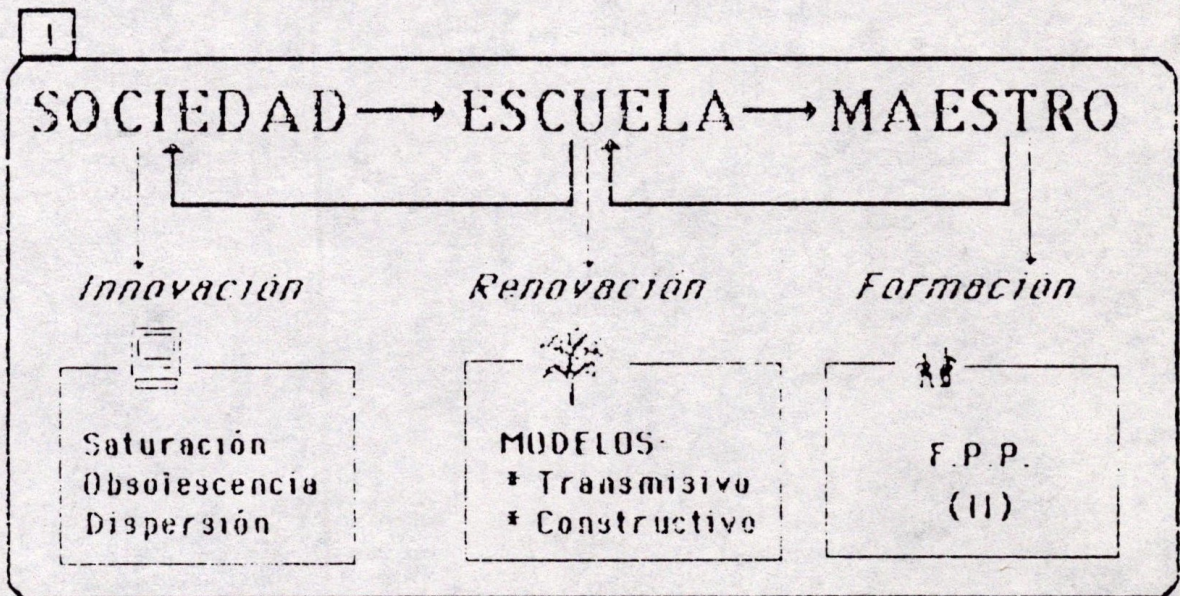 1
SOCIEDAD → ESCUELA → MAESTRO
Innovación Renovación Formación
Saturación
Obsolescencia
Dispersión
MODELOS:
* Transmisivo
* Constructivo
F.P.P.
(II)